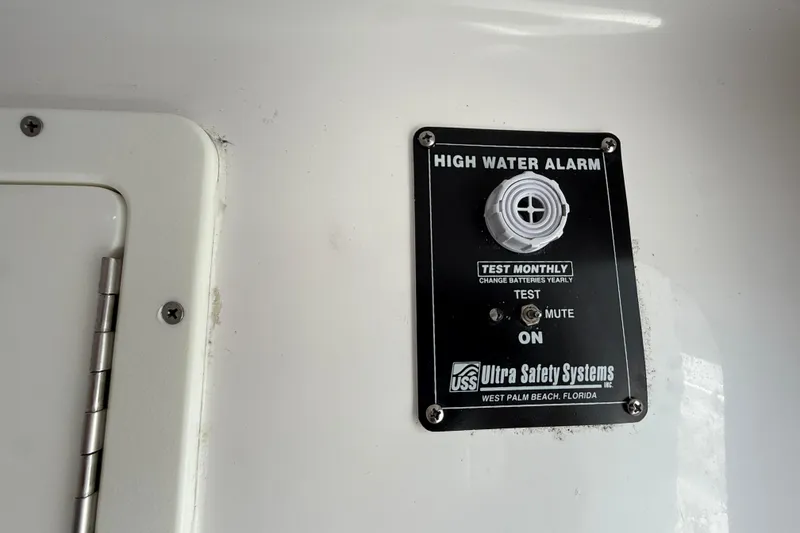 HIGH WATER ALARM
TEST MONTHLY
CHANGE BATTERIES YEARLY
TEST
MUTE
ON
USS Ultra Safety Systems INC.
WEST PALM BEACH, FLORIDA